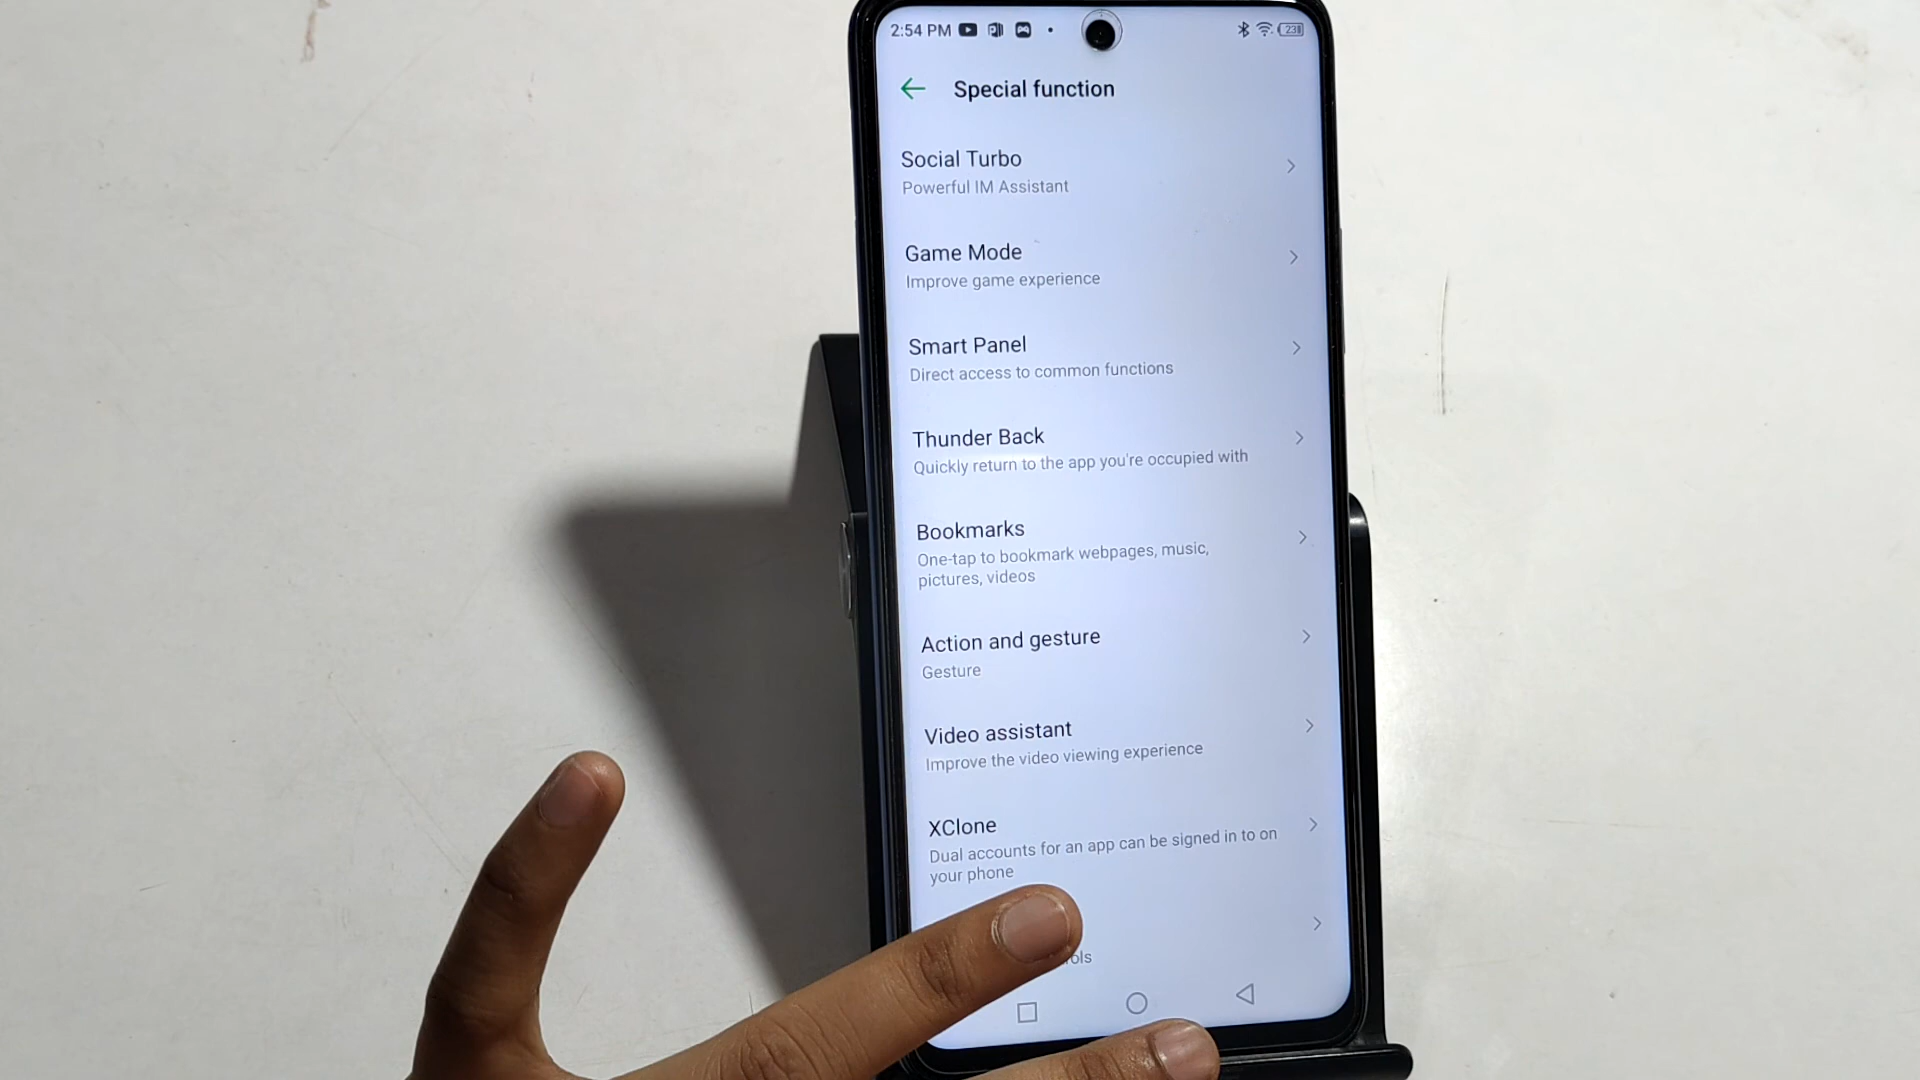 2:54 PM
23
Special function
Social Turbo
Powerful IM Assistant
Game Mode
Improve game experience
Smart Panel
Direct access to common functions
Thunder Back
Quickly return to the app you're occupied with
Bookmarks
One-tap to bookmark webpages, music,
pictures, videos
Action and gesture
Gesture
Video assistant
Improve the video viewing experience
XClone
Dual accounts for an app can be signed in to on
your phone